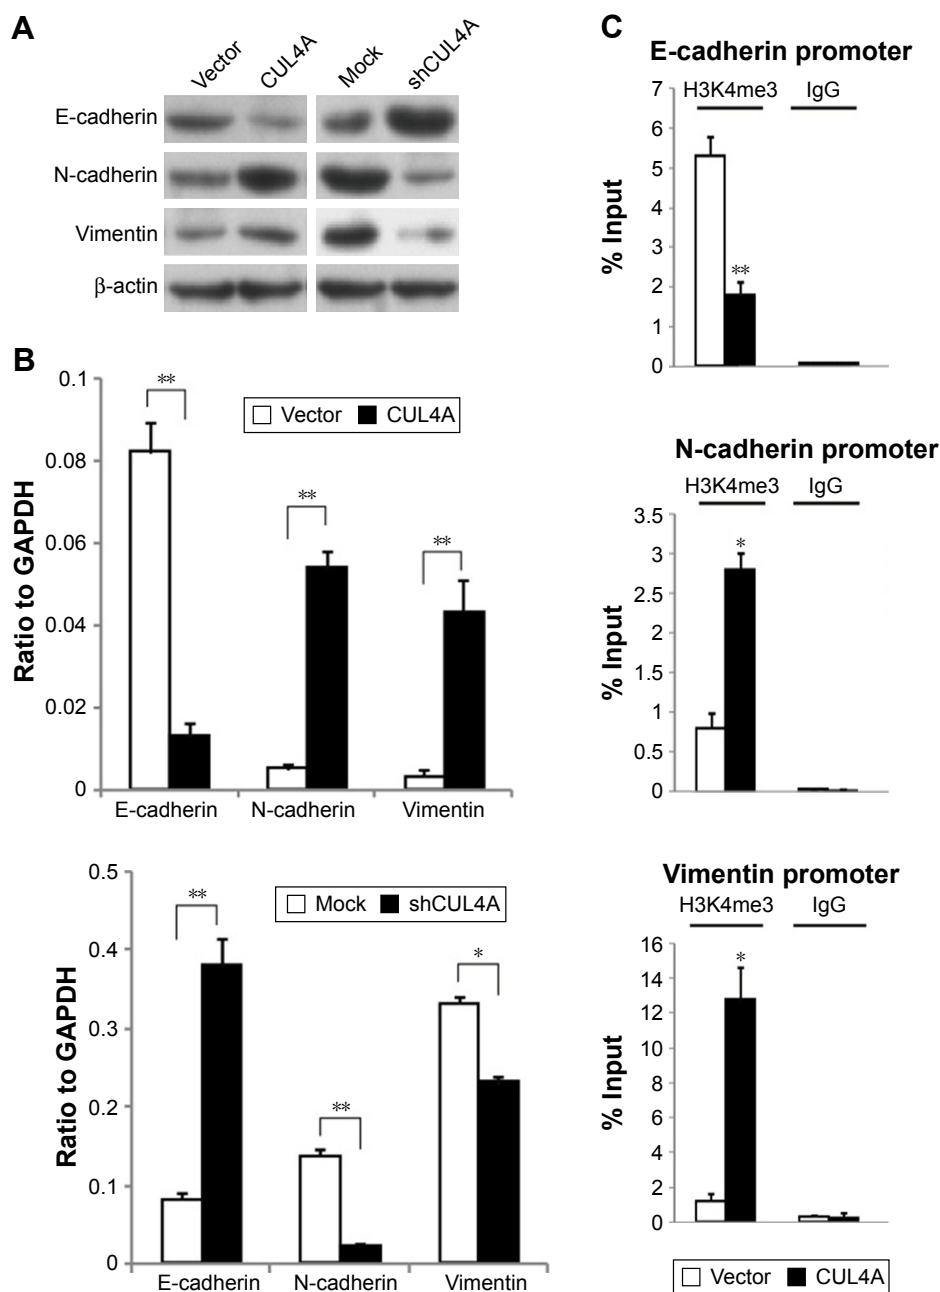 A
Vector CUL4A Mock shCUL4A
E-cadherin
N-cadherin
Vimentin
β-actin
B
0.1
0.08
0.06
0.04
0.02
0
Ratio to GAPDH
Vector CUL4A
**
**
**
E-cadherin N-cadherin Vimentin
0.5
0.4
0.3
0.2
0.1
0
Ratio to GAPDH
Mock shCUL4A
**
**
*
E-cadherin N-cadherin Vimentin
C
E-cadherin promoter
H3K4me3 IgG
7
6
5
4
3
2
1
0
% Input
**
N-cadherin promoter
H3K4me3 IgG
3.5
3
2.5
2
1.5
1
0.5
0
% Input
*
Vimentin promoter
H3K4me3 IgG
16
14
12
10
8
6
4
2
0
% Input
*
Vector CUL4A